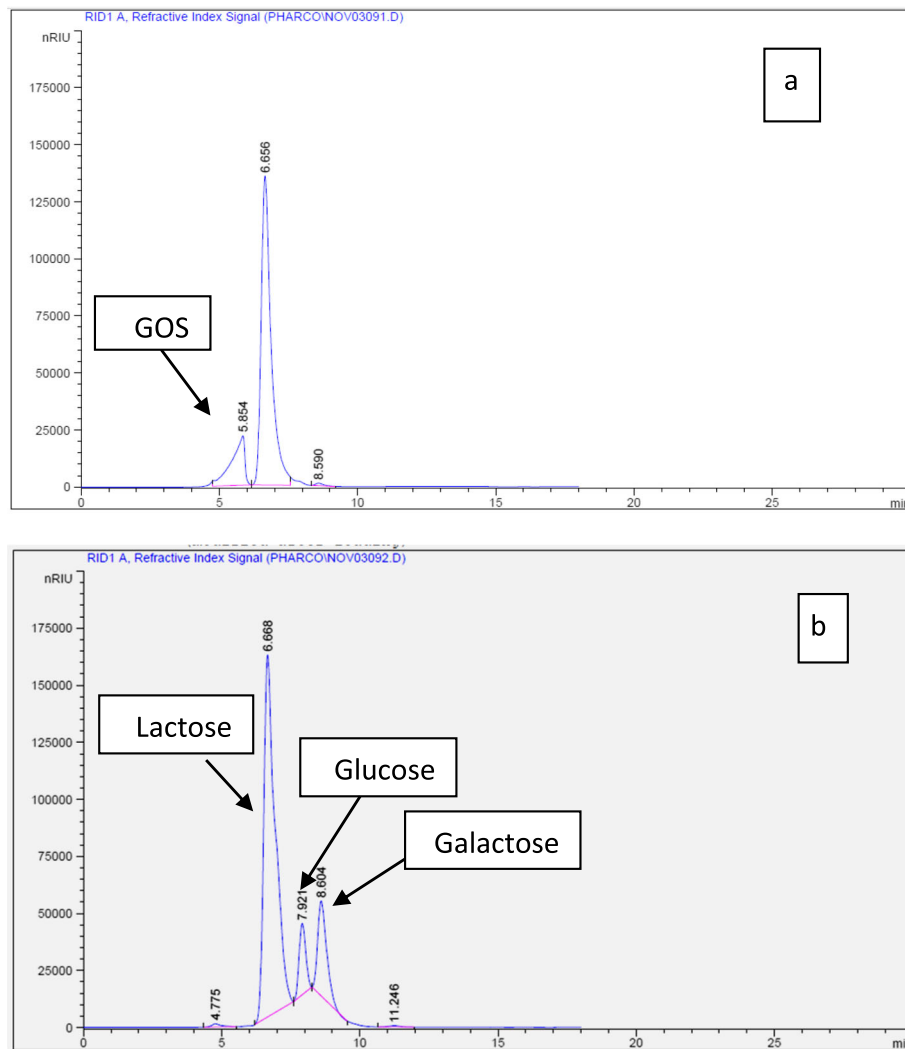 RID1 A, Refractive Index Signal (PHARCO\NOV03091.D)
nRIU
a
175000
150000
125000
100000
75000
50000
25000
0
6.656
GOS
5.854
8.590
0 5 10 15 20 25 min
RID1 A, Refractive Index Signal (PHARCO\NOV03092.D)
nRIU
b
175000
150000
125000
100000
75000
50000
25000
0
6.668
Lactose
Glucose
Galactose
7.921
8.604
4.775
11.246
0 5 10 15 20 25